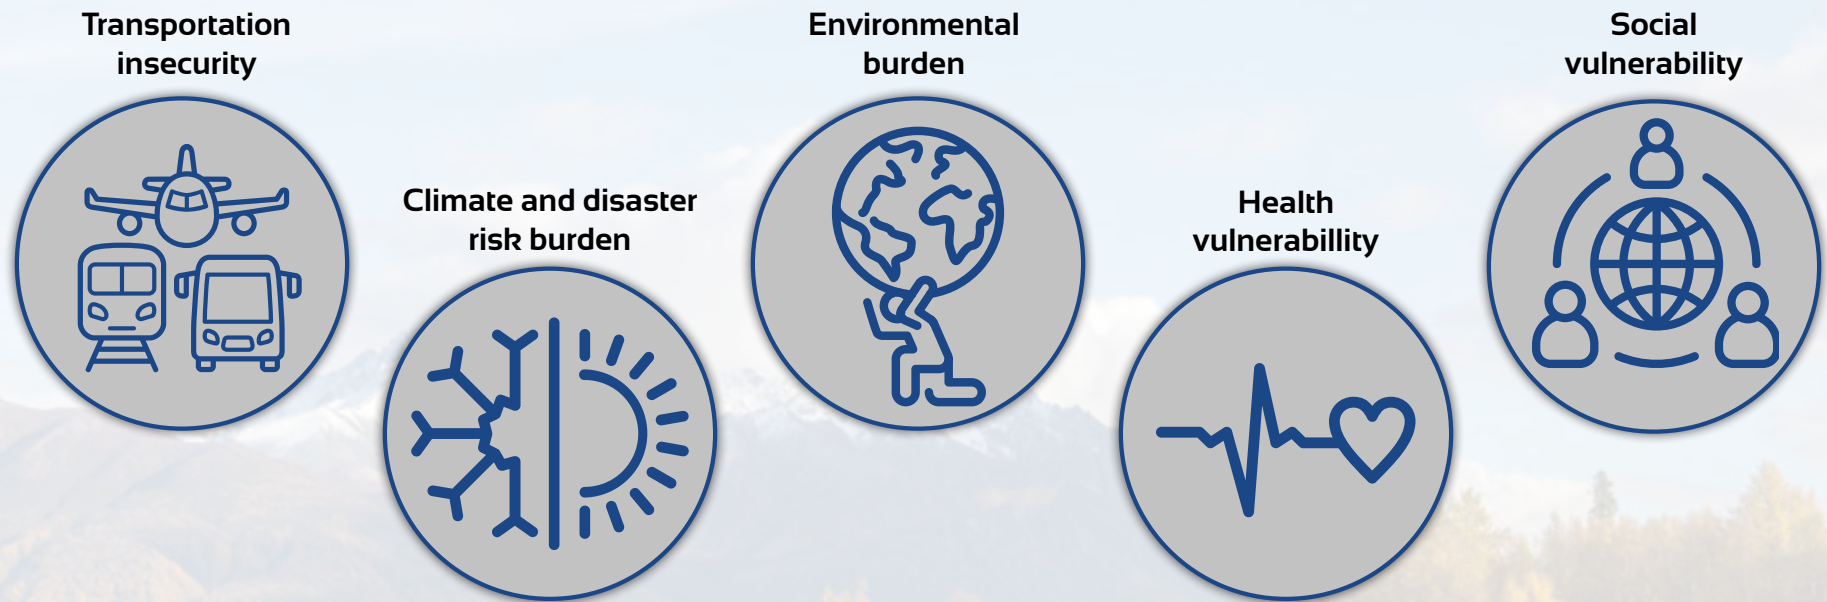 Transportation
insecurity
Climate and disaster
risk burden
Environmental
burden
Health
vulnerabillity
Social
vulnerability